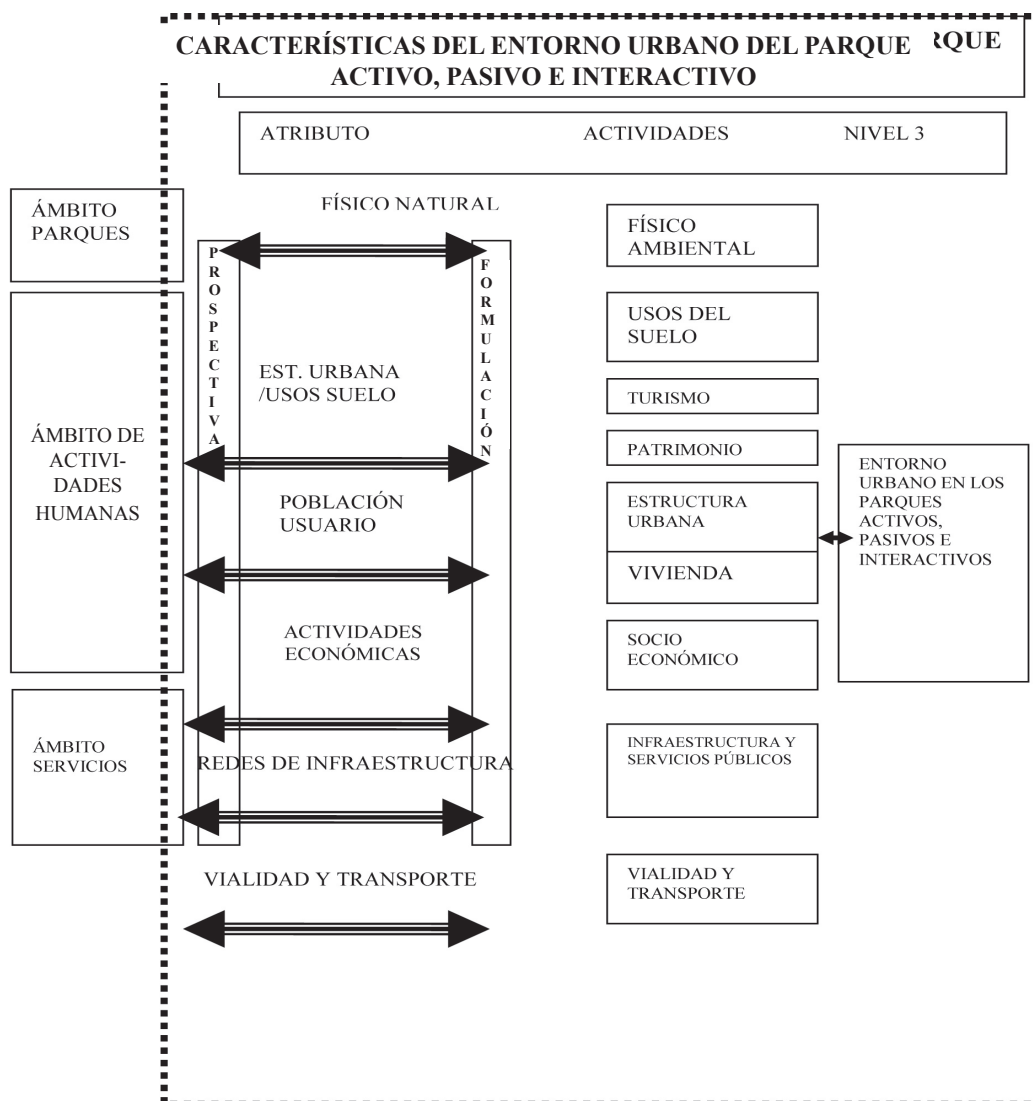 CARACTERÍSTICAS DEL ENTORNO URBANO DEL PARQUE
RQUE
ACTIVO, PASIVO E INTERACTIVO
ATRIBUTO ACTIVIDADES NIVEL 3
ÁMBITO
PARQUES
ÁMBITO DE
ACTIVI-
DADES
HUMANAS
ÁMBITO
SERVICIOS
PROSPECTIVA
FÍSICO NATURAL
EST. URBANA
/USOS SUELO
POBLACIÓN
USUARIO
ACTIVIDADES
ECONÓMICAS
REDES DE INFRAESTRUCTURA
VIALIDAD Y TRANSPORTE
FORMULACIÓN
FÍSICO
AMBIENTAL
USOS DEL
SUELO
TURISMO
PATRIMONIO
ESTRUCTURA
URBANA
VIVIENDA
SOCIO
ECONÓMICO
INFRAESTRUCTURA Y
SERVICIOS PÚBLICOS
VIALIDAD Y
TRANSPORTE
ENTORNO
URBANO EN LOS
PARQUES
ACTIVOS,
PASIVOS E
INTERACTIVOS